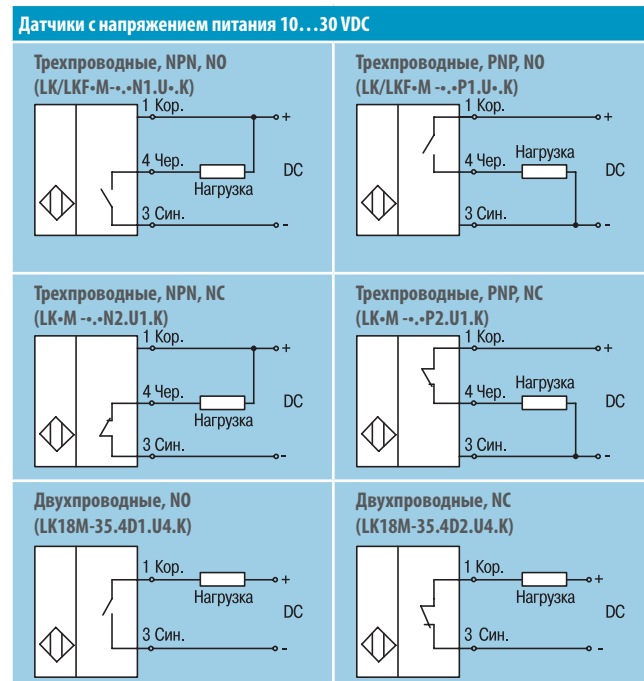 Датчики с напряжением питания 10...30 VDC
Трехпроводные, NPN, NO
(LK/LKF•M-•.•N1.U•.K)
1 Кор.
+
4 Чер.
Нагрузка
DC
3 Син.
-
Трехпроводные, PNP, NO
(LK/LKF•M -•.•P1.U•.K)
1 Кор.
+
4 Чер.
Нагрузка
DC
3 Син.
-
Трехпроводные, NPN, NC
(LK•M -•.•N2.U1.K)
1 Кор.
+
4 Чер.
Нагрузка
DC
3 Син.
-
Трехпроводные, PNP, NC
(LK•M -•.•P2.U1.K)
1 Кор.
+
4 Чер.
Нагрузка
DC
3 Син.
-
Двухпроводные, NO
(LK18M-35.4D1.U4.K)
1 Кор.
+
Нагрузка
DC
3 Син.
-
Двухпроводные, NC
(LK18M-35.4D2.U4.K)
1 Кор.
+
Нагрузка
DC
3 Син.
-